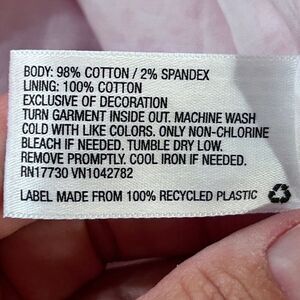 BODY: 98% COTTON / 2% SPANDEX
LINING: 100% COTTON
EXCLUSIVE OF DECORATION
TURN GARMENT INSIDE OUT. MACHINE WASH
COLD WITH LIKE COLORS. ONLY NON-CHLORINE
BLEACH IF NEEDED. TUMBLE DRY LOW.
REMOVE PROMPTLY. COOL IRON IF NEEDED.
RN17730 VN1042782
LABEL MADE FROM 100% RECYCLED PLASTIC